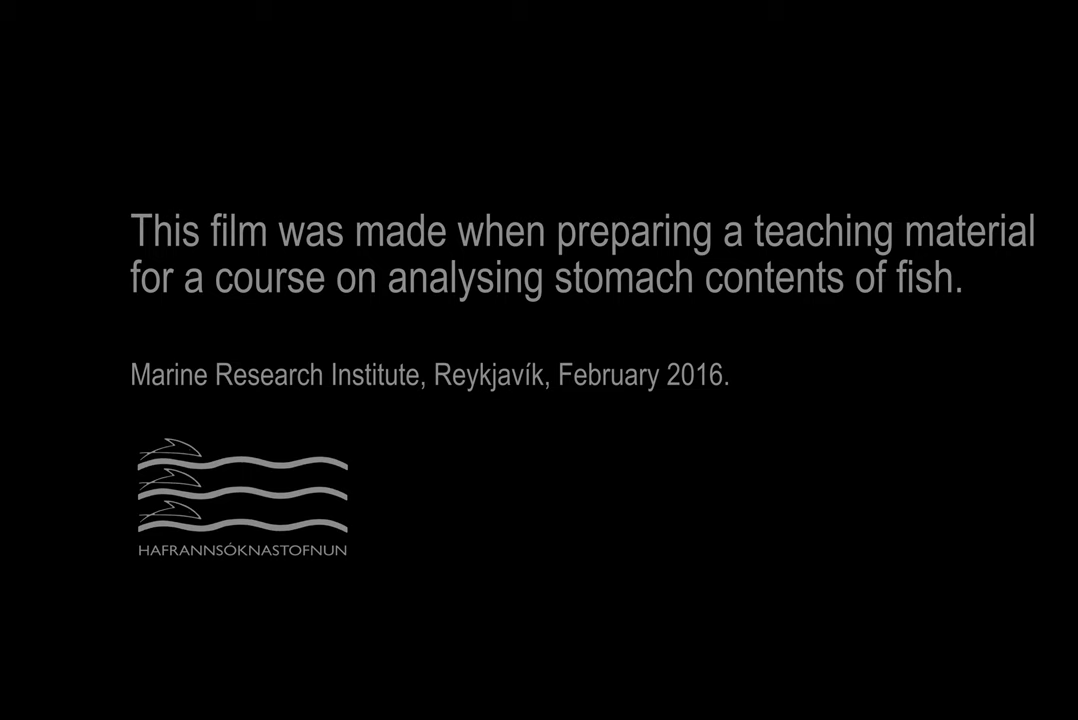 This film was made when preparing a teaching material
for a course on analysing stomach contents of fish.
Marine Research Institute, Reykjavík, February 2016.
HAFRANNSÓKNASTOFNUN